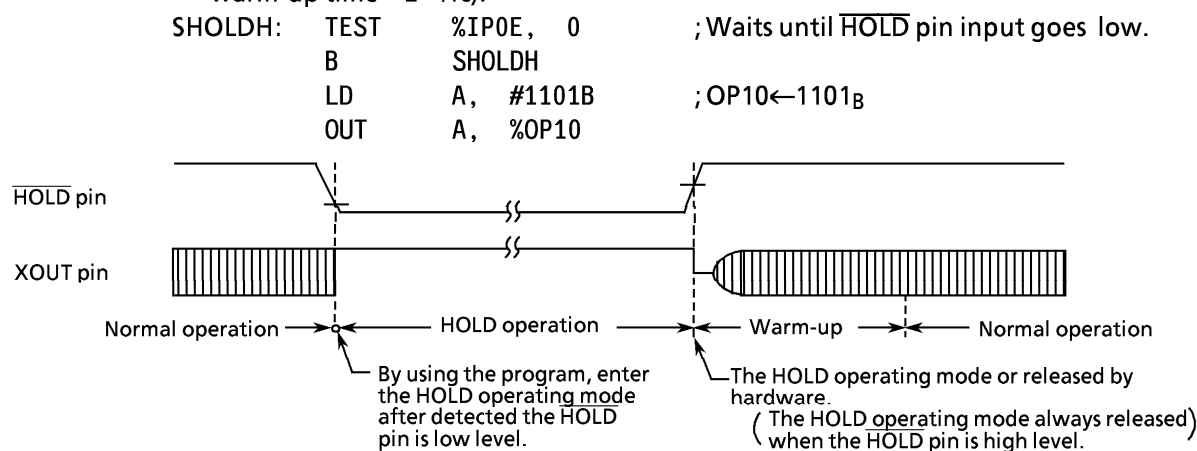 SHOLDH: TEST %IP0E, 0 ; Waits until HOLD pin input goes low.
B SHOLDH
LD A, #1101B ; OP10←1101B
OUT A, %OP10
HOLD pin
XOUT pin
Normal operation
HOLD operation
Warm-up
Normal operation
By using the program, enter
the HOLD operating mode
after detected the HOLD
pin is low level.
The HOLD operating mode or released by
hardware.
( The HOLD operating mode always released )
when the HOLD pin is high level.